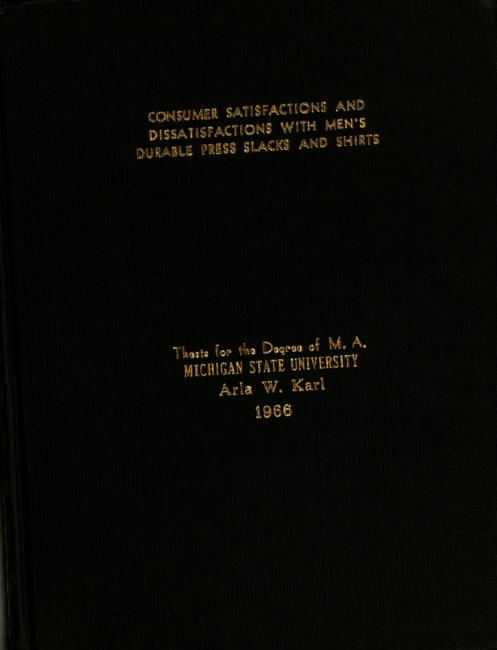 CONSUMER SATISFACTIONS AND
DISSATISFACTIONS WITH MEN'S
DURABLE PRESS SLACKS AND SHIRTS
Thesis for the Degree of M. A.
MICHIGAN STATE UNIVERSITY
Arla W. Karl
1966